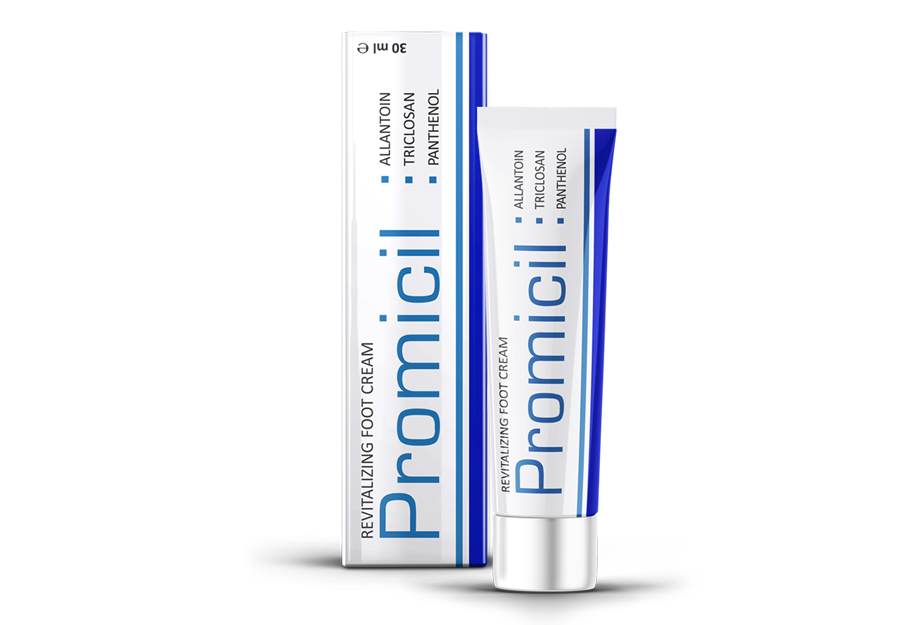 30 ml ℮
REVITALIZING FOOT CREAM
Promicil
▪ ALLANTOIN
▪ TRICLOSAN
▪ PANTHENOL
REVITALIZING FOOT CREAM
Promicil
▪ ALLANTOIN
▪ TRICLOSAN
▪ PANTHENOL